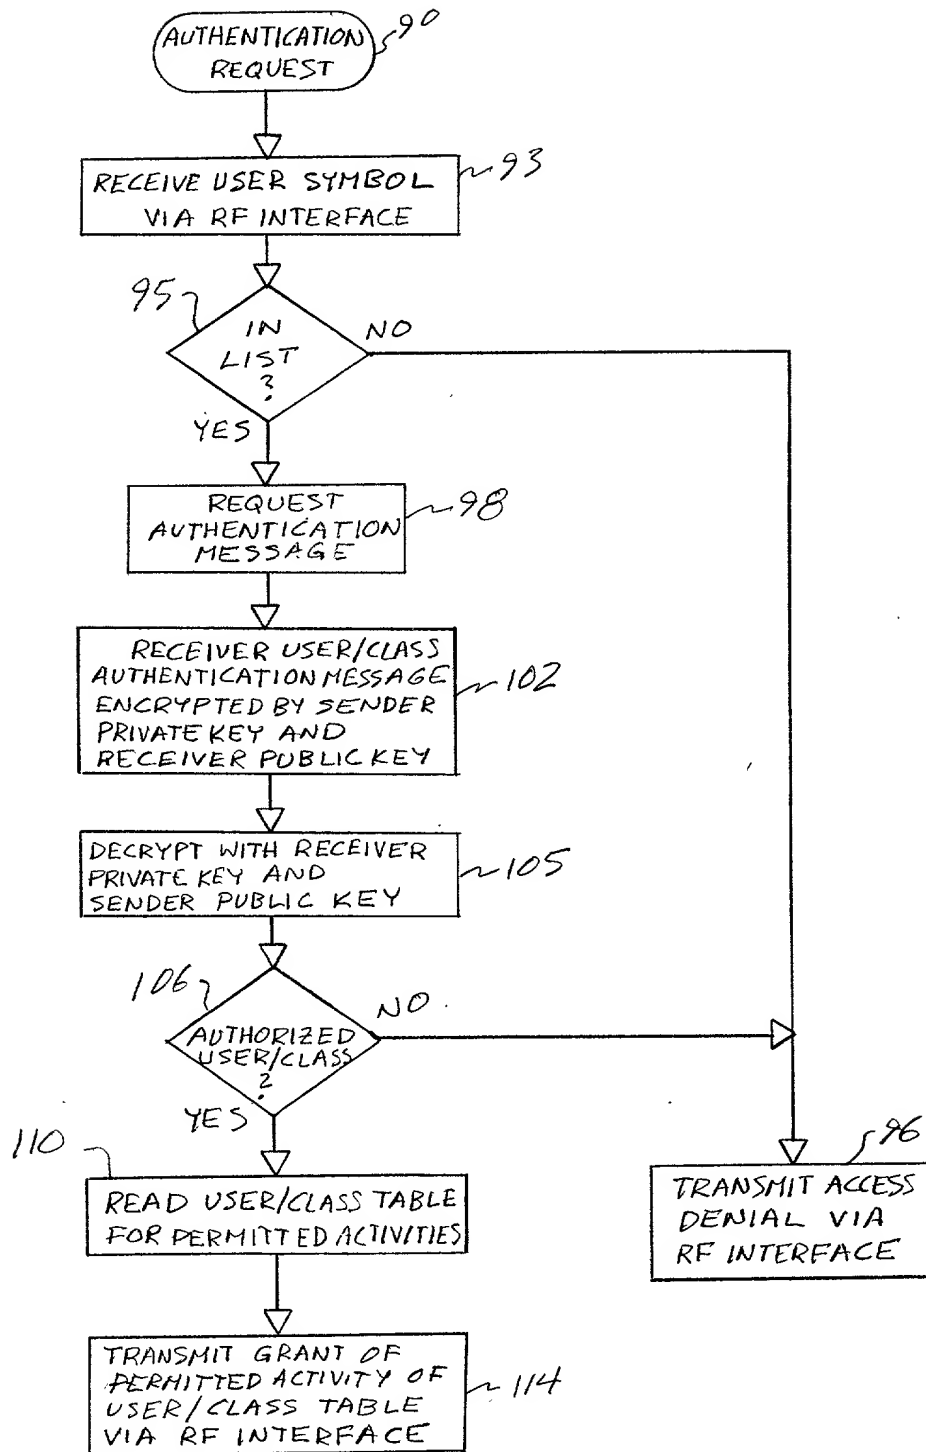 AUTHENTICATION
REQUEST
90
RECEIVE USER SYMBOL
VIA RF INTERFACE
93
95
IN
LIST
?
NO
YES
REQUEST
AUTHENTICATION
MESSAGE
98
RECEIVER USER/CLASS
AUTHENTICATION MESSAGE
ENCRYPTED BY SENDER
PRIVATE KEY AND
RECEIVER PUBLIC KEY
102
DECRYPT WITH RECEIVER
PRIVATE KEY AND
SENDER PUBLIC KEY
105
106
AUTHORIZED
USER/CLASS
?
NO
YES
110
READ USER/CLASS TABLE
FOR PERMITTED ACTIVITIES
96
TRANSMIT ACCESS
DENIAL VIA
RF INTERFACE
TRANSMIT GRANT OF
PERMITTED ACTIVITY OF
USER/CLASS TABLE
VIA RF INTERFACE
114